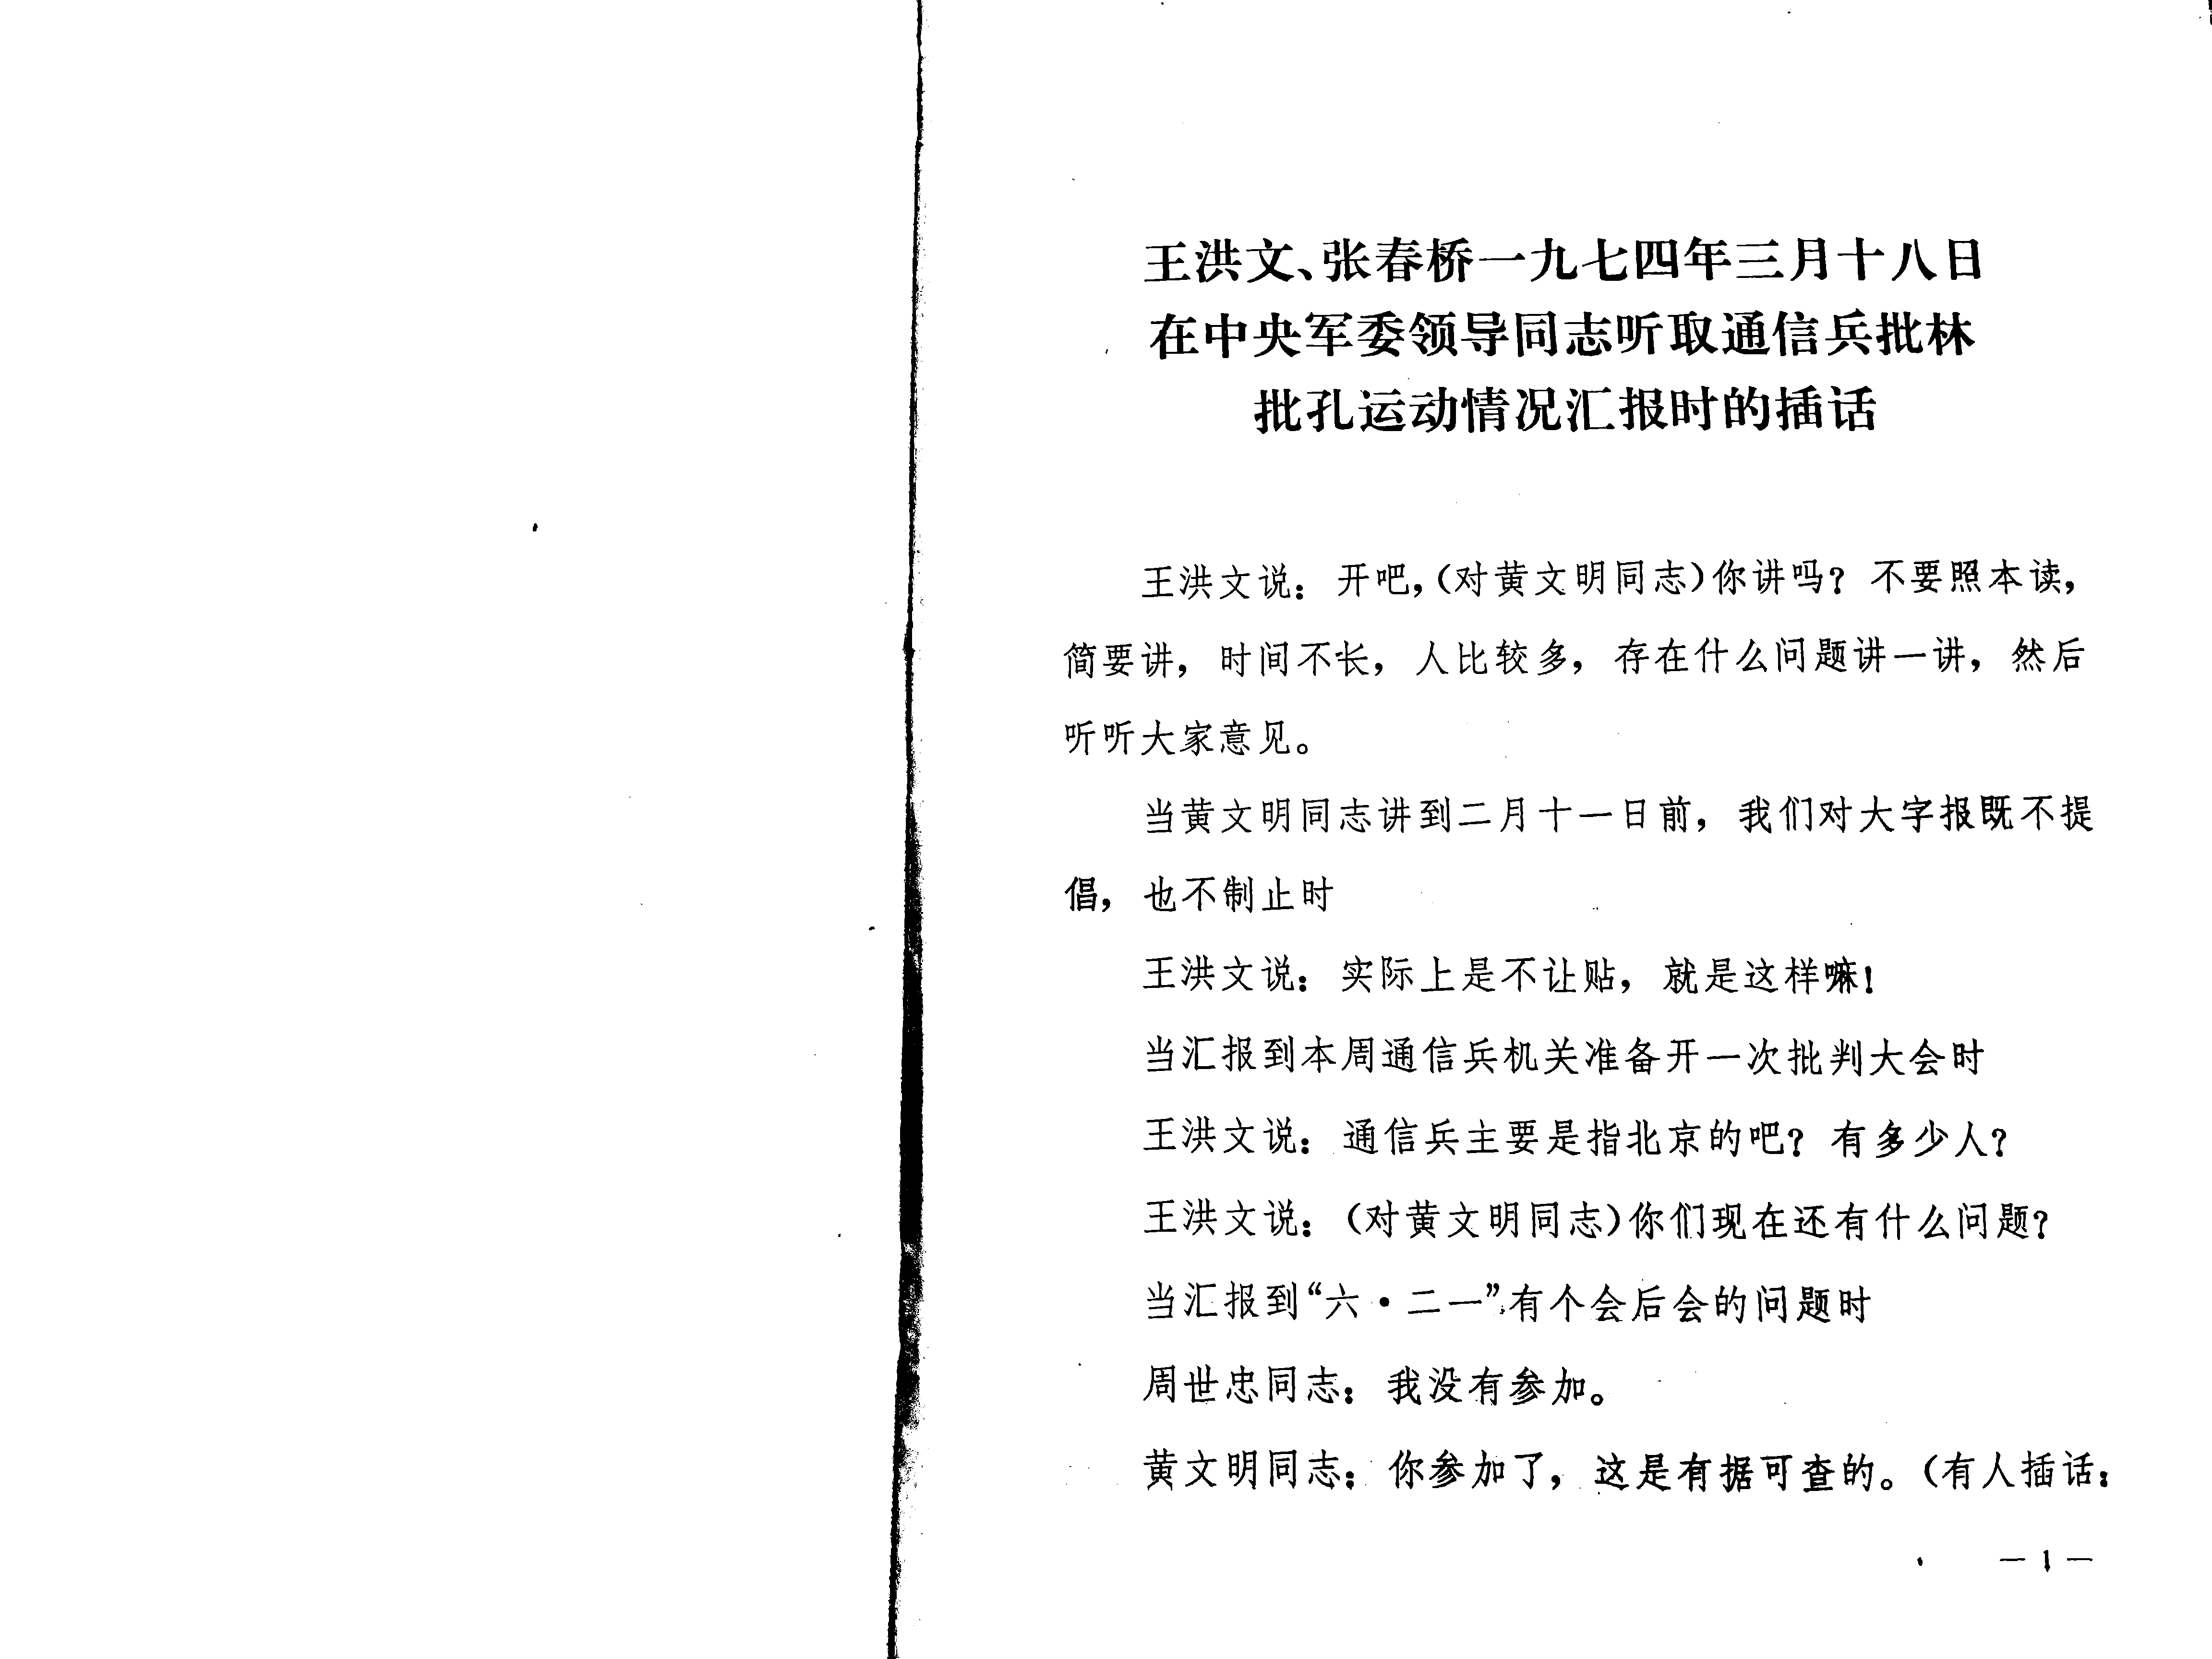 王洪文、张春桥一九七四年三月十八日
在中央军委领导同志听取通信兵批林
批孔运动情况汇报时的插话
王洪文说：开吧，（对黄文明同志）你讲吗？不要照本读，
简要讲，时间不长，人比较多，存在什么问题讲一讲，然后
听听大家意见。
当黄文明同志讲到二月十一日前，我们对大字报既不提
倡，也不制止时
王洪文说：实际上是不让贴，就是这样嘛！
当汇报到本周通信兵机关准备开一次批判大会时
王洪文说：通信兵主要是指北京的吧？有多少人？
王洪文说：（对黄文明同志）你们现在还有什么问题？
当汇报到“六·二一”有个会后会的问题时
周世忠同志：我没有参加。
黄文明同志：你参加了，这是有据可查的。（有人插话：
— 1 —